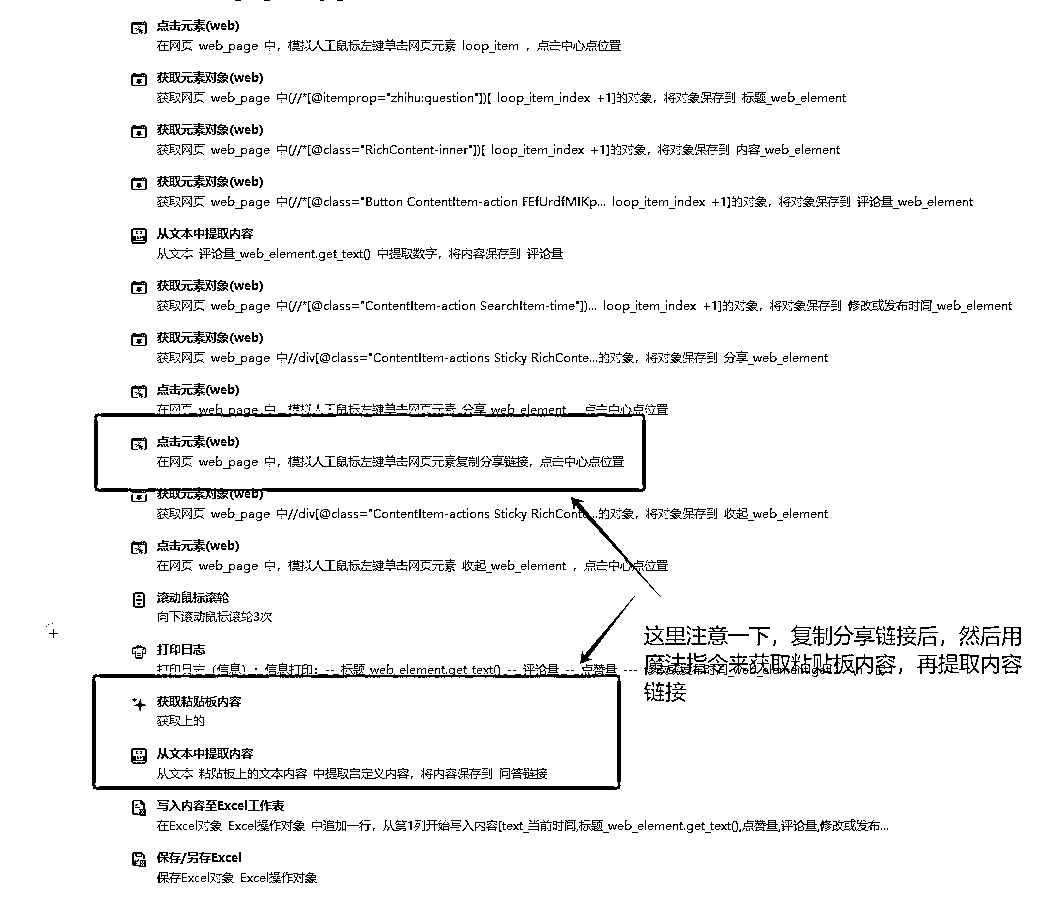 点击元素(web)
在网页 web_page 中，模拟人工鼠标左键单击网页元素 loop_item ，点击中心点位置
获取元素对象(web)
获取网页 web_page 中(//*[@itemprop="zhihu:question"])[ loop_item_index +1]的对象，将对象保存到 标题_web_element
获取元素对象(web)
获取网页 web_page 中(//*[@class="RichContent-inner"])[ loop_item_index +1]的对象，将对象保存到 内容_web_element
获取元素对象(web)
获取网页 web_page 中(//*[@class="Button ContentItem-action FEfUrdfMIKp... loop_item_index +1]的对象，将对象保存到 评论量_web_element
从文本中提取内容
从文本 评论量_web_element.get_text() 中提取数字，将内容保存到 评论量
获取元素对象(web)
获取网页 web_page 中(//*[@class="ContentItem-action SearchItem-time"])... loop_item_index +1]的对象，将对象保存到 修改或发布时间_web_element
获取元素对象(web)
获取网页 web_page 中//div[@class="ContentItem-actions Sticky RichConte...的对象，将对象保存到 分享_web_element
点击元素(web)
在网页 web_page 中，模拟人工鼠标左键单击网页元素 分享_web_element ，点击中心点位置
点击元素(web)
在网页 web_page 中，模拟人工鼠标左键单击网页元素复制分享链接，点击中心点位置
获取元素对象(web)
获取网页 web_page 中//div[@class="ContentItem-actions Sticky RichConte...的对象，将对象保存到 收起_web_element
点击元素(web)
在网页 web_page 中，模拟人工鼠标左键单击网页元素 收起_web_element ，点击中心点位置
滚动鼠标滚轮
向下滚动鼠标滚轮3次
打印日志
打印日志（信息）：信息打印：-- 标题_web_element.get_text() -- 评论量 -- 点赞量 ---
这里注意一下，复制分享链接后，然后用
魔法指令来获取粘贴板内容，再提取内容
链接
获取粘贴板内容
获取上的
从文本中提取内容
从文本 粘贴板上的文本内容 中提取自定义内容，将内容保存到 问答链接
写入内容至Excel工作表
在Excel对象 Excel操作对象 中追加一行，从第1列开始写入内容[text_当前时间,标题_web_element.get_text(),点赞量,评论量,修改或发布...
保存/另存Excel
保存Excel对象 Excel操作对象